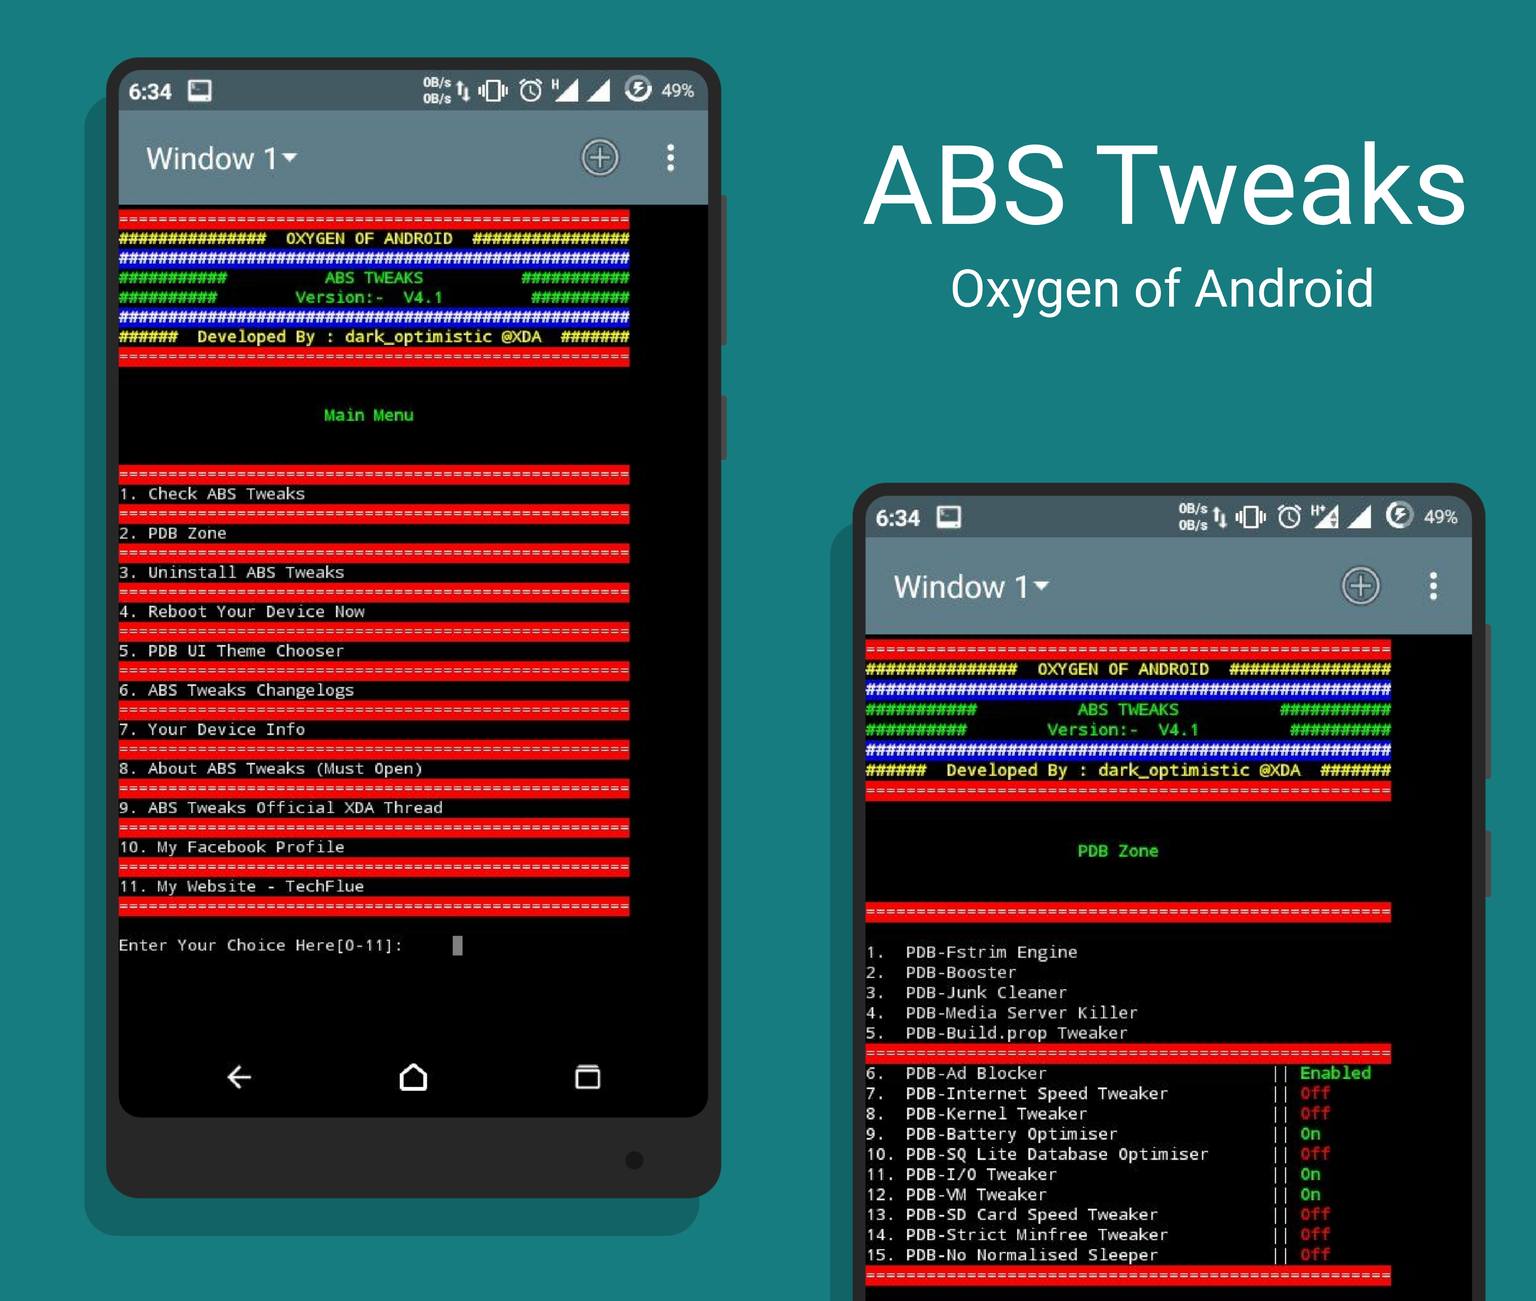 6:34 0B/s 0B/s H 49%
Window 1
==================================================
############### OXYGEN OF ANDROID ################
####################################################
########### ABS TWEAKS ###########
########## Version:- V4.1 ##########
####################################################
###### Developed By : dark_optimistic @XDA #######
====================================================
Main Menu
====================================================
1. Check ABS Tweaks
====================================================
2. PDB Zone
====================================================
3. Uninstall ABS Tweaks
====================================================
4. Reboot Your Device Now
====================================================
5. PDB UI Theme Chooser
====================================================
6. ABS Tweaks Changelogs
====================================================
7. Your Device Info
====================================================
8. About ABS Tweaks (Must Open)
====================================================
9. ABS Tweaks Official XDA Thread
====================================================
10. My Facebook Profile
====================================================
11. My Website - TechFlue
====================================================
Enter Your Choice Here[0-11]:
ABS Tweaks
Oxygen of Android
6:34 0B/s 0B/s H+ 49%
Window 1
====================================================
############### OXYGEN OF ANDROID ################
####################################################
########### ABS TWEAKS ###########
########## Version:- V4.1 ##########
####################################################
###### Developed By : dark_optimistic @XDA #######
====================================================
PDB Zone
====================================================
1. PDB-Fstrim Engine
2. PDB-Booster
3. PDB-Junk Cleaner
4. PDB-Media Server Killer
5. PDB-Build.prop Tweaker
====================================================
6. PDB-Ad Blocker || Enabled
7. PDB-Internet Speed Tweaker || Off
8. PDB-Kernel Tweaker || Off
9. PDB-Battery Optimiser || On
10. PDB-SQ Lite Database Optimiser || Off
11. PDB-I/O Tweaker || On
12. PDB-VM Tweaker || On
13. PDB-SD Card Speed Tweaker || Off
14. PDB-Strict Minfree Tweaker || Off
15. PDB-No Normalised Sleeper || Off
====================================================